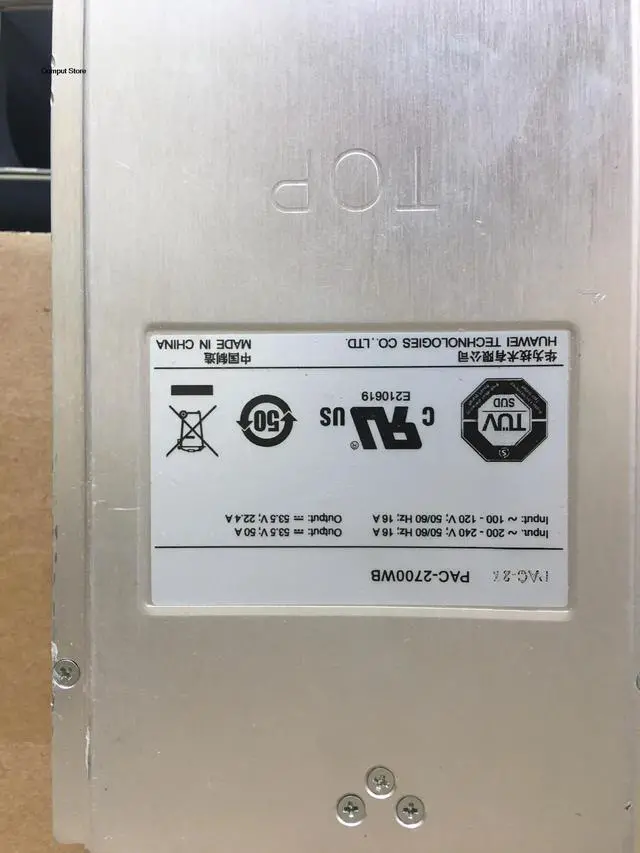 Comput Store
TOP
PAC-2700WB
Input: ~ 200 - 240 V; 50/60 Hz; 16 A Output: ⎓ 53.5 V; 50 A
Input: ~ 100 - 120 V; 50/60 Hz; 16 A Output: ⎓ 53.5 V; 22.4 A
TÜV
SÜD
C US
®
E210619
50
华为技术有限公司 中国制造
HUAWEI TECHNOLOGIES CO., LTD. MADE IN CHINA